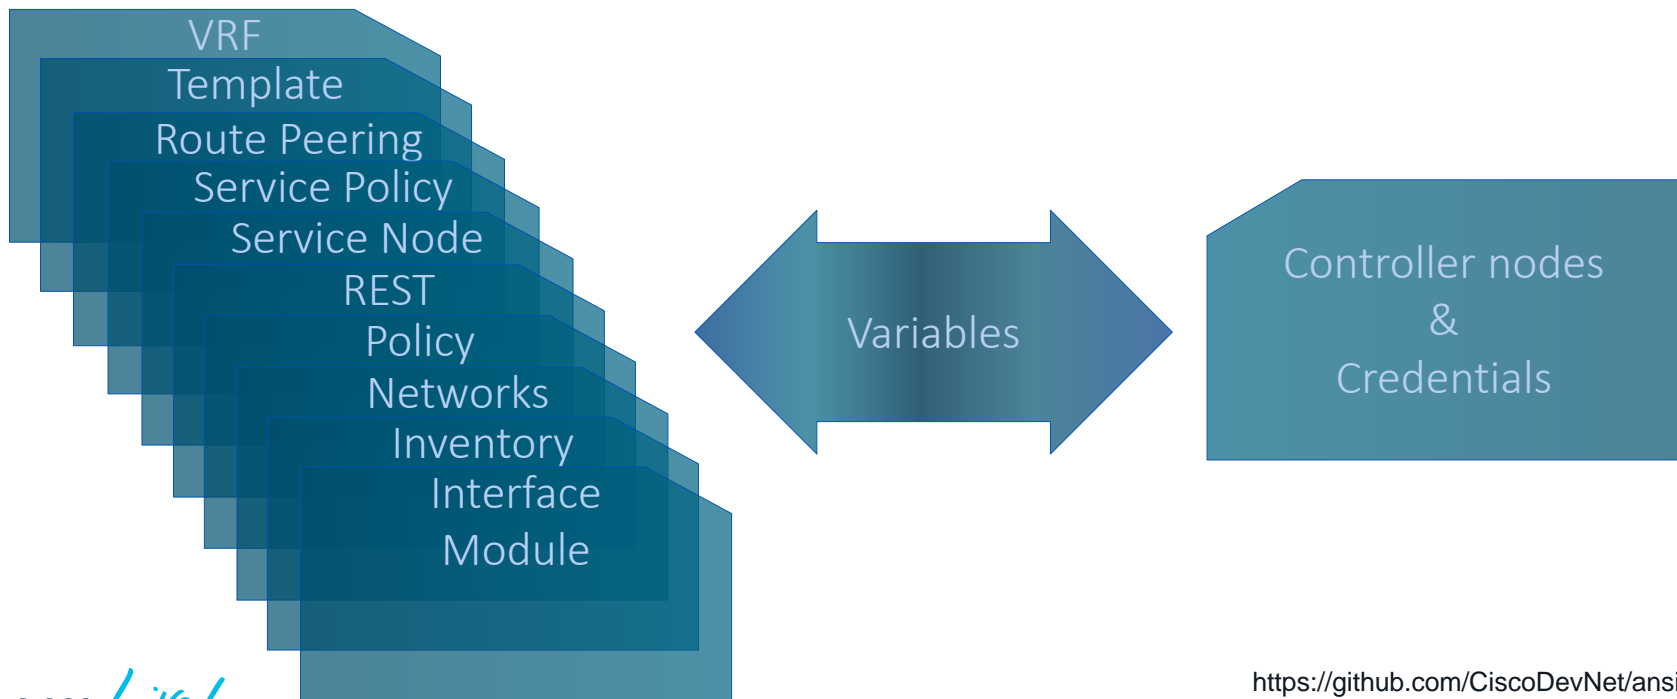 VRF
Template
Route Peering
Service Policy
Service Node
REST
Policy
Networks
Inventory
Interface
Module
Variables
Controller nodes
&
Credentials
https://github.com/CiscoDevNet/ans